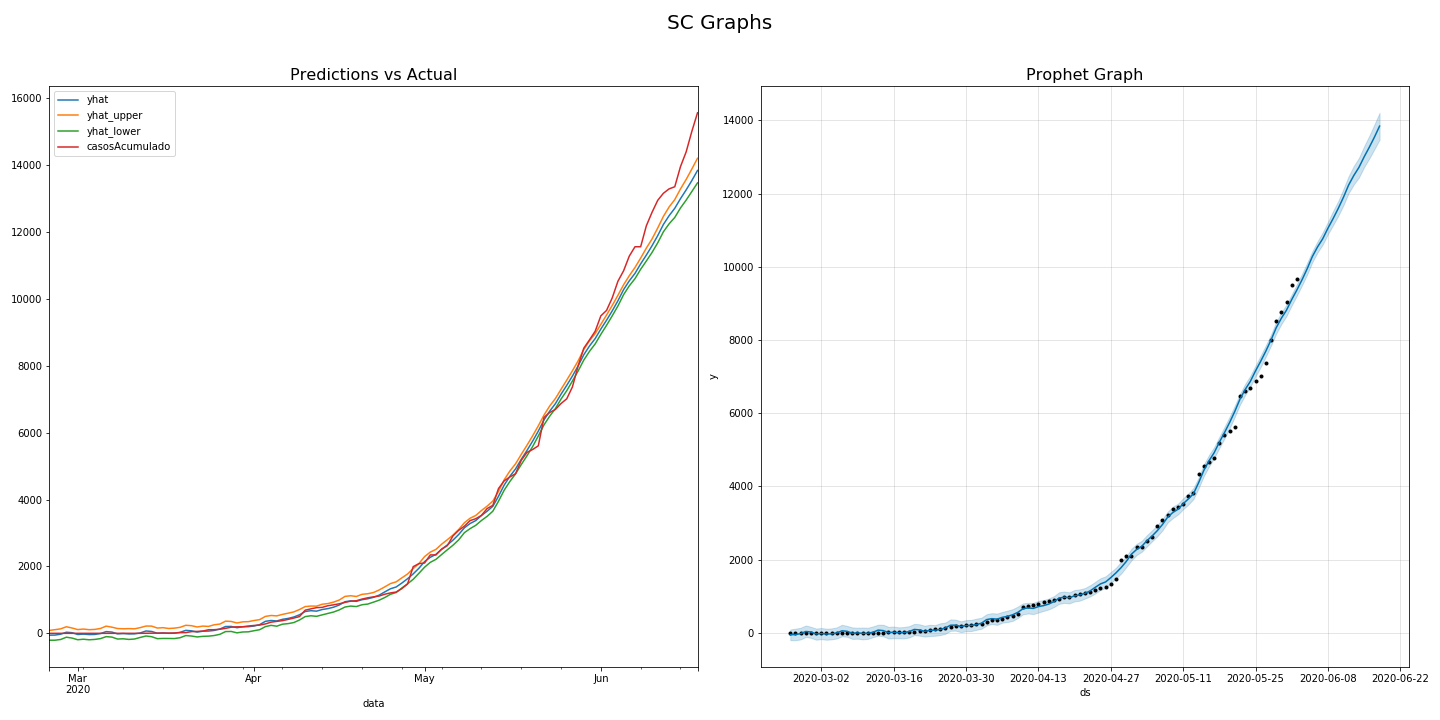 SC Graphs
Predictions vs Actual
yhat
yhat_upper
yhat_lower
casosAcumulado
16000
14000
12000
10000
8000
6000
4000
2000
0
Mar
2020
Apr
May
Jun
data
Prophet Graph
y
14000
12000
10000
8000
6000
4000
2000
0
2020-03-02
2020-03-16
2020-03-30
2020-04-13
2020-04-27
2020-05-11
2020-05-25
2020-06-08
2020-06-22
ds